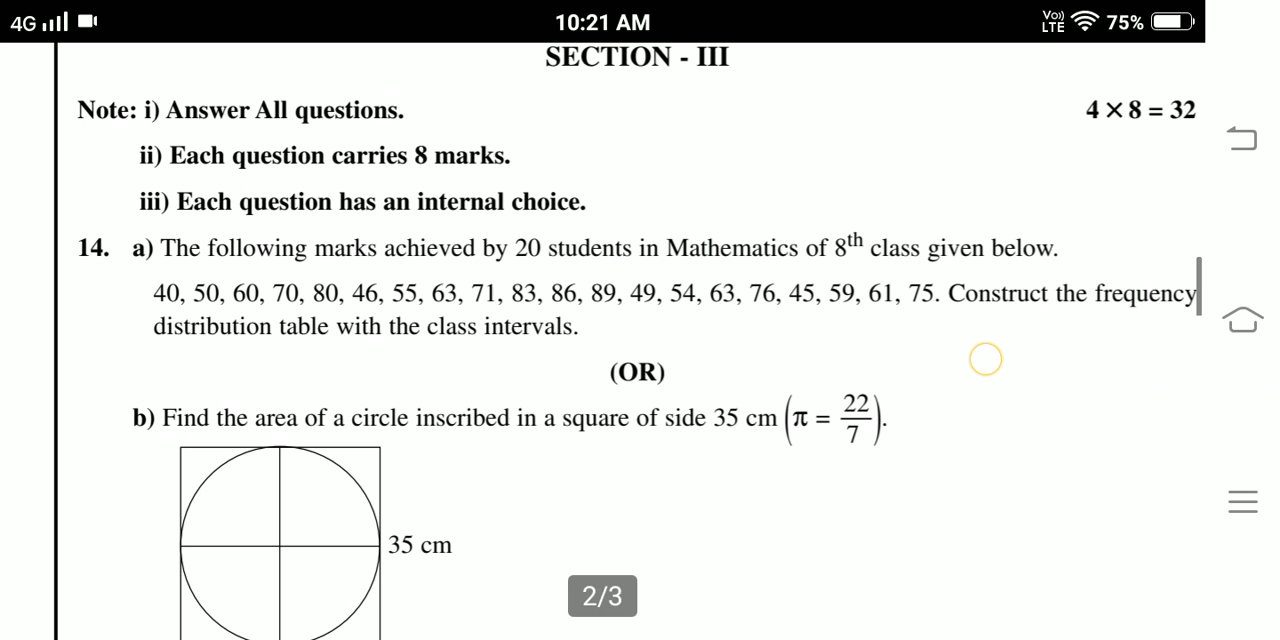 4G 10:21 AM Vo) LTE 75%
SECTION - III
Note: i) Answer All questions. 4 × 8 = 32
ii) Each question carries 8 marks.
iii) Each question has an internal choice.
14. a) The following marks achieved by 20 students in Mathematics of 8th class given below.
40, 50, 60, 70, 80, 46, 55, 63, 71, 83, 86, 89, 49, 54, 63, 76, 45, 59, 61, 75. Construct the frequency
distribution table with the class intervals.
(OR)
b) Find the area of a circle inscribed in a square of side 35 cm (π = 22/7).
35 cm
2/3